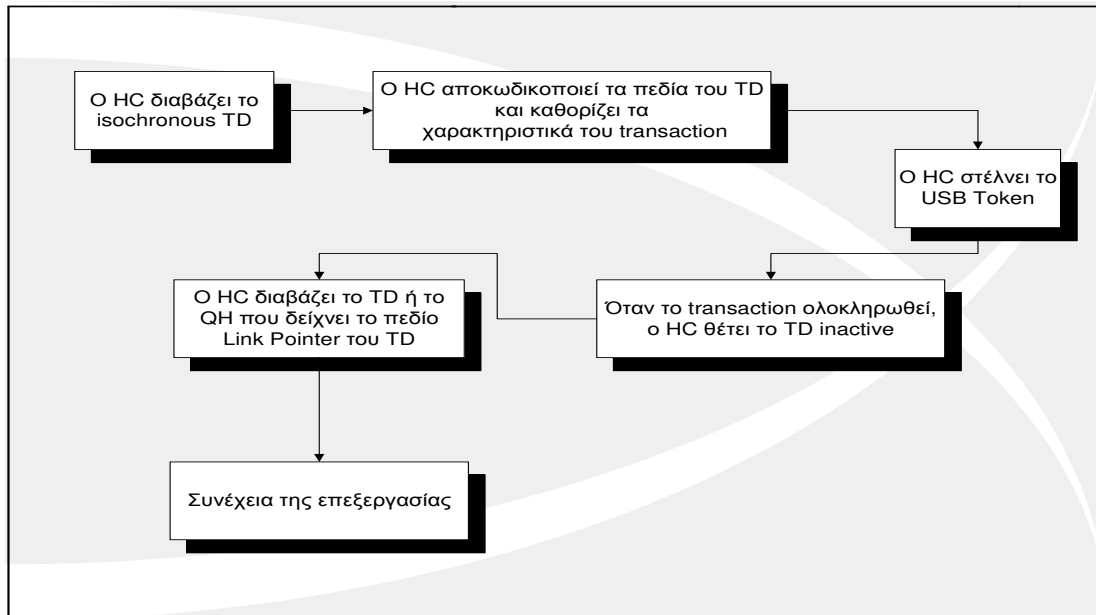 Ο HC διαβάζει το
isochronous TD
Ο HC αποκωδικοποιεί τα πεδία του TD
και καθορίζει τα
χαρακτηριστικά του transaction
Ο HC στέλνει το
USB Token
Όταν το transaction ολοκληρωθεί,
ο HC θέτει το TD inactive
Ο HC διαβάζει το TD ή το
QH που δείχνει το πεδίο
Link Pointer του TD
Συνέχεια της επεξεργασίας